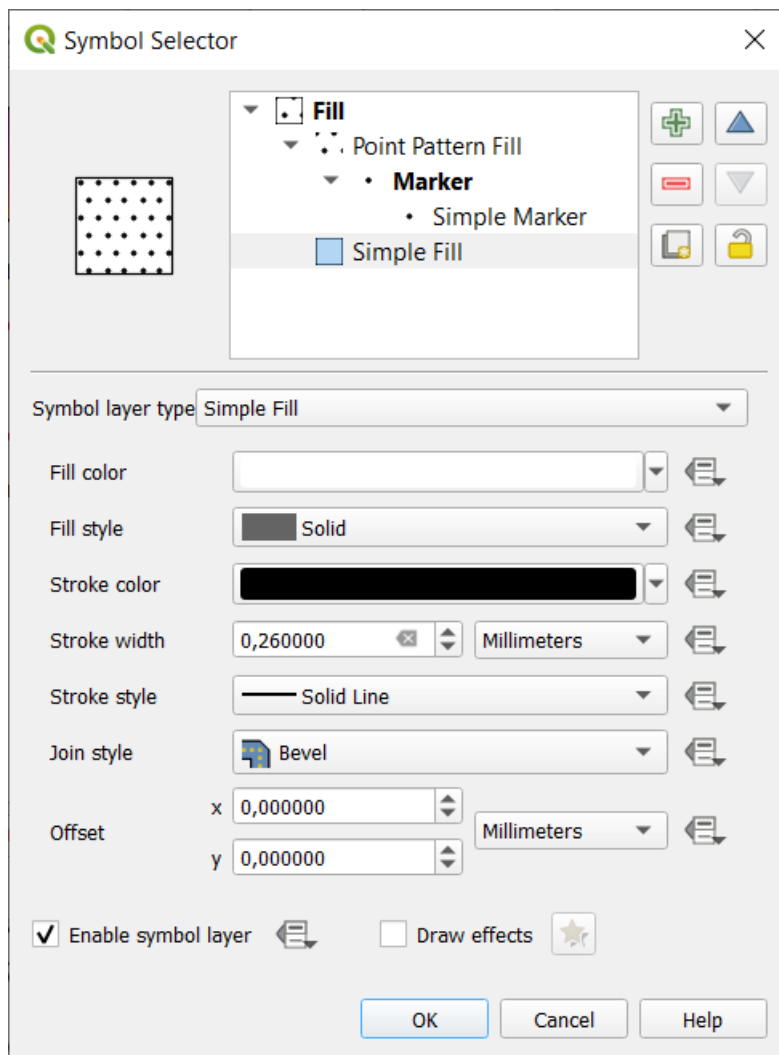 Symbol Selector
Fill
Point Pattern Fill
Marker
Simple Marker
Simple Fill
Symbol layer type Simple Fill
Fill color
Fill style Solid
Stroke color
Stroke width 0,260000 Millimeters
Stroke style Solid Line
Join style Bevel
x 0,000000
Offset Millimeters
y 0,000000
Enable symbol layer Draw effects
OK Cancel Help